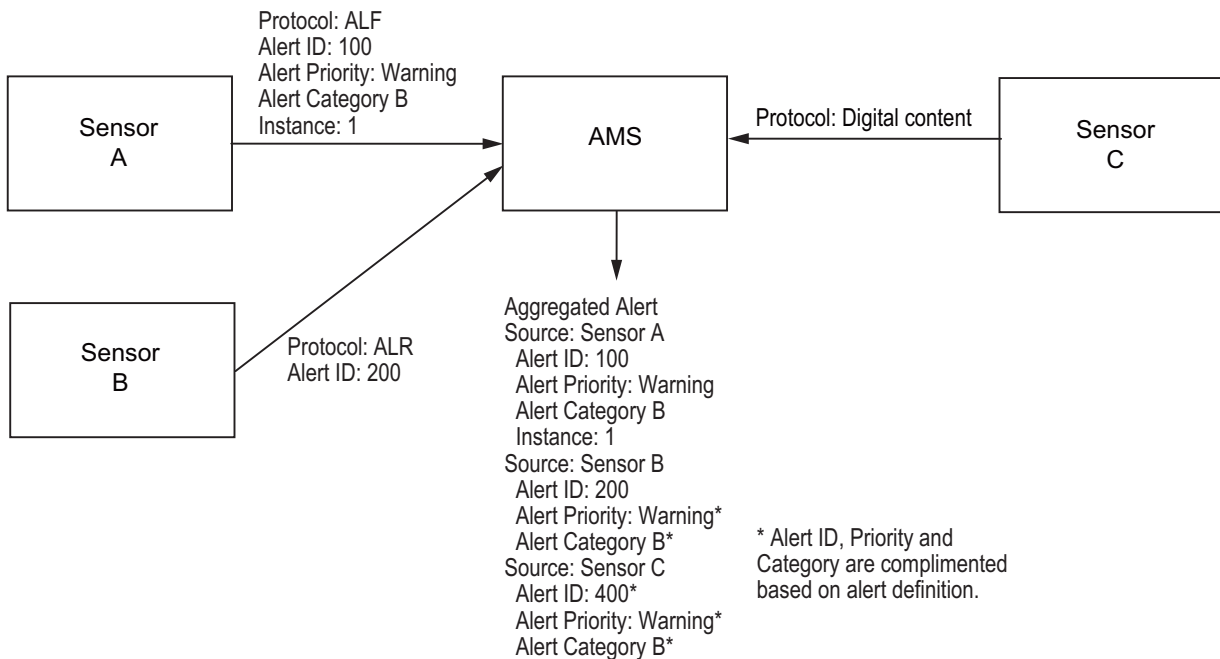 Protocol: ALF
Alert ID: 100
Alert Priority: Warning
Alert Category B
Instance: 1
Sensor
A
AMS
Protocol: Digital content
Sensor
C
Sensor
B
Protocol: ALR
Alert ID: 200
Aggregated Alert
Source: Sensor A
Alert ID: 100
Alert Priority: Warning
Alert Category B
Instance: 1
Source: Sensor B
Alert ID: 200
Alert Priority: Warning*
Alert Category B*
Source: Sensor C
Alert ID: 400*
Alert Priority: Warning*
Alert Category B*
* Alert ID, Priority and
Category are complimented
based on alert definition.